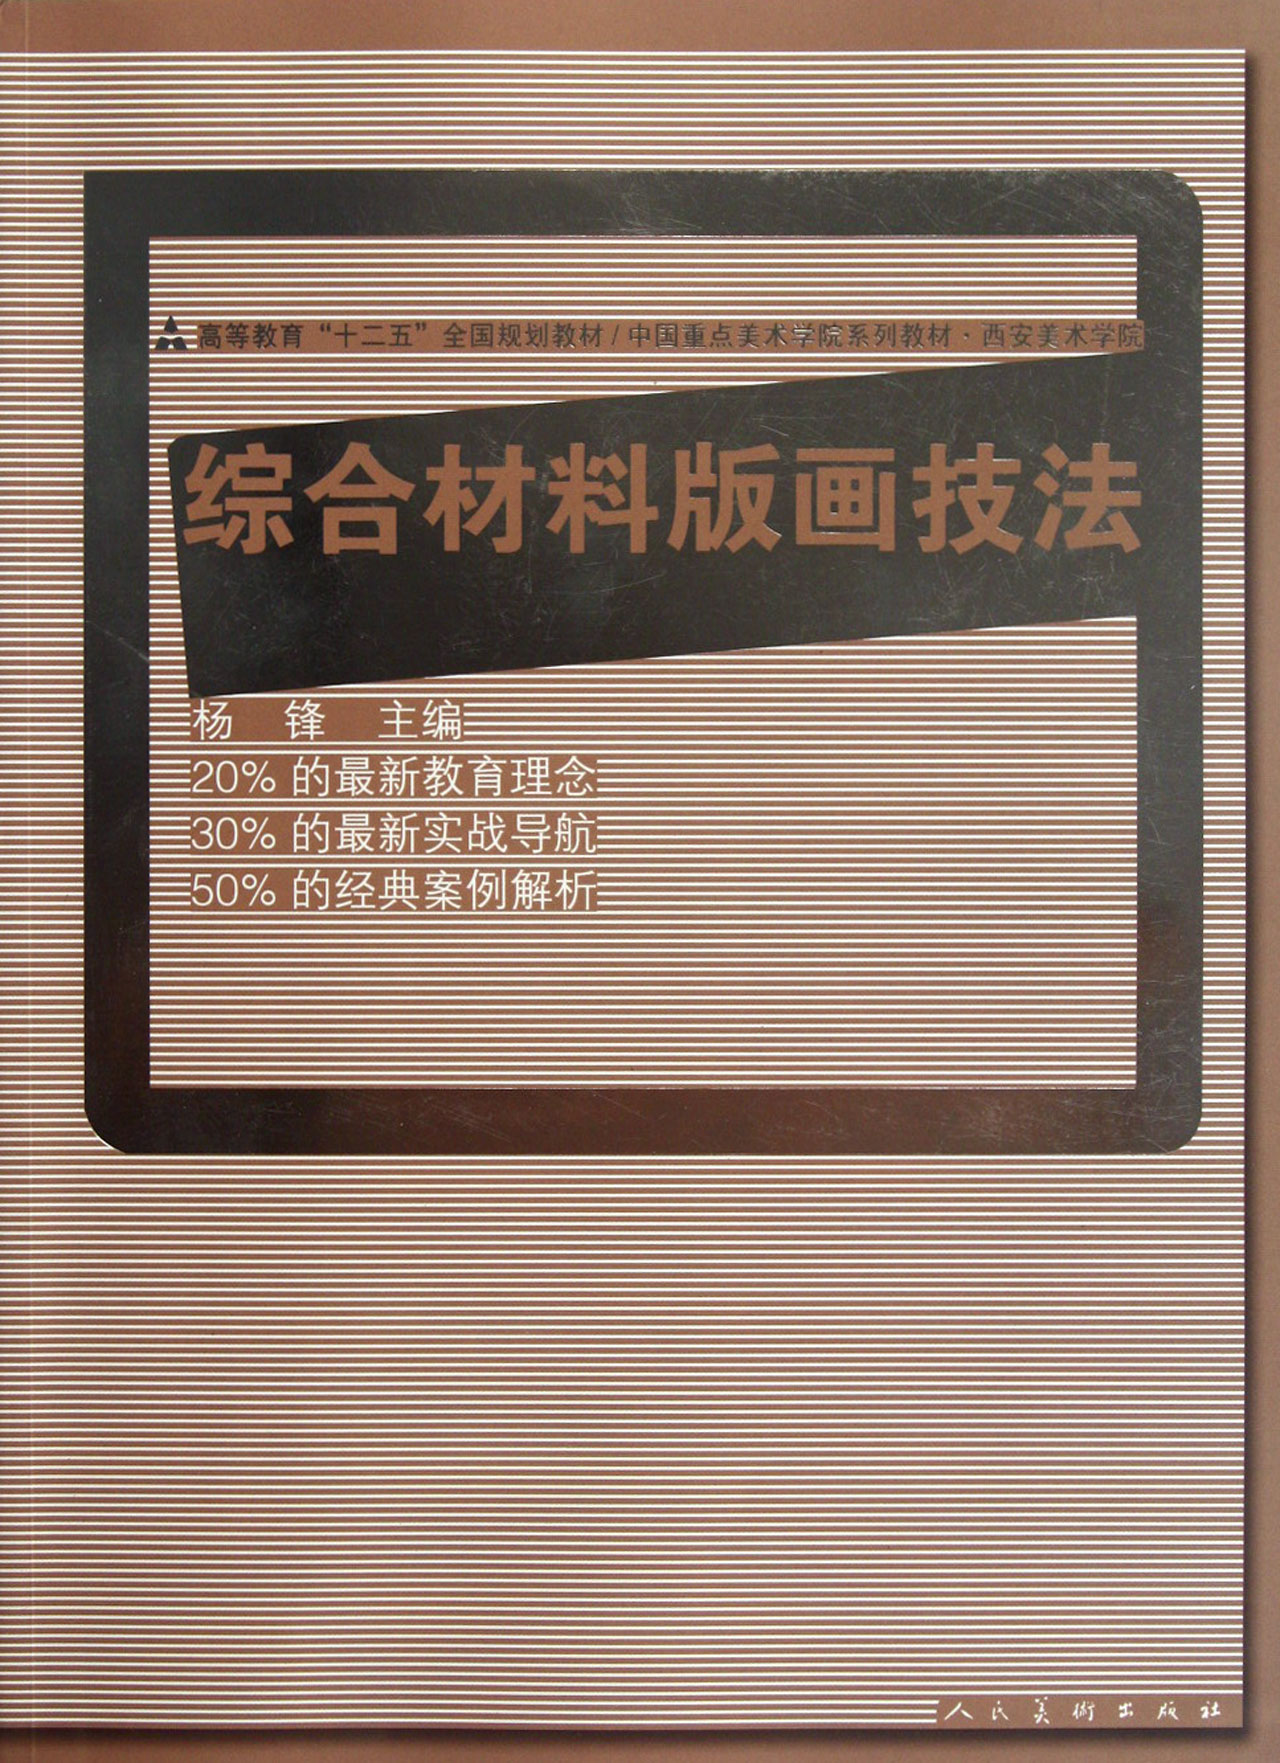 高等教育“十二五”全国规划教材/中国重点美术学院系列教材·西安美术学院
综合材料版画技法
杨 锋 主编
20% 的最新教育理念
30% 的最新实战导航
50% 的经典案例解析
人民美術出版社